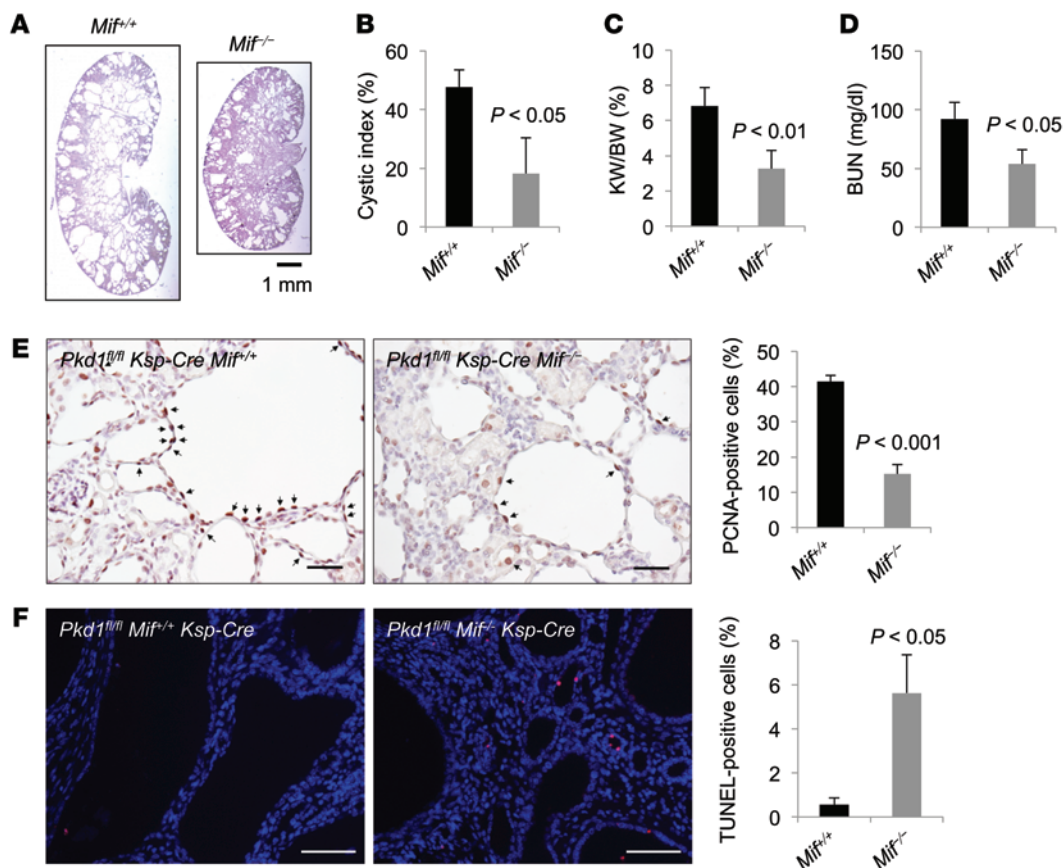 A
Mif+/+
Mif−/−
1 mm
B
Cystic index (%)
60
40
20
0
P < 0.05
Mif+/+
Mif−/−
C
KW/BW (%)
10
8
6
4
2
0
P < 0.01
Mif+/+
Mif−/−
D
BUN (mg/dl)
150
100
50
0
P < 0.05
Mif+/+
Mif−/−
E
Pkd1fl/fl Ksp-Cre Mif+/+
Pkd1fl/fl Ksp-Cre Mif−/−
PCNA-positive cells (%)
50
40
30
20
10
0
P < 0.001
Mif+/+
Mif−/−
F
Pkd1fl/fl Mif+/+ Ksp-Cre
Pkd1fl/fl Mif-/- Ksp-Cre
TUNEL-positive cells (%)
8
6
4
2
0
P < 0.05
Mif+/+
Mif−/−